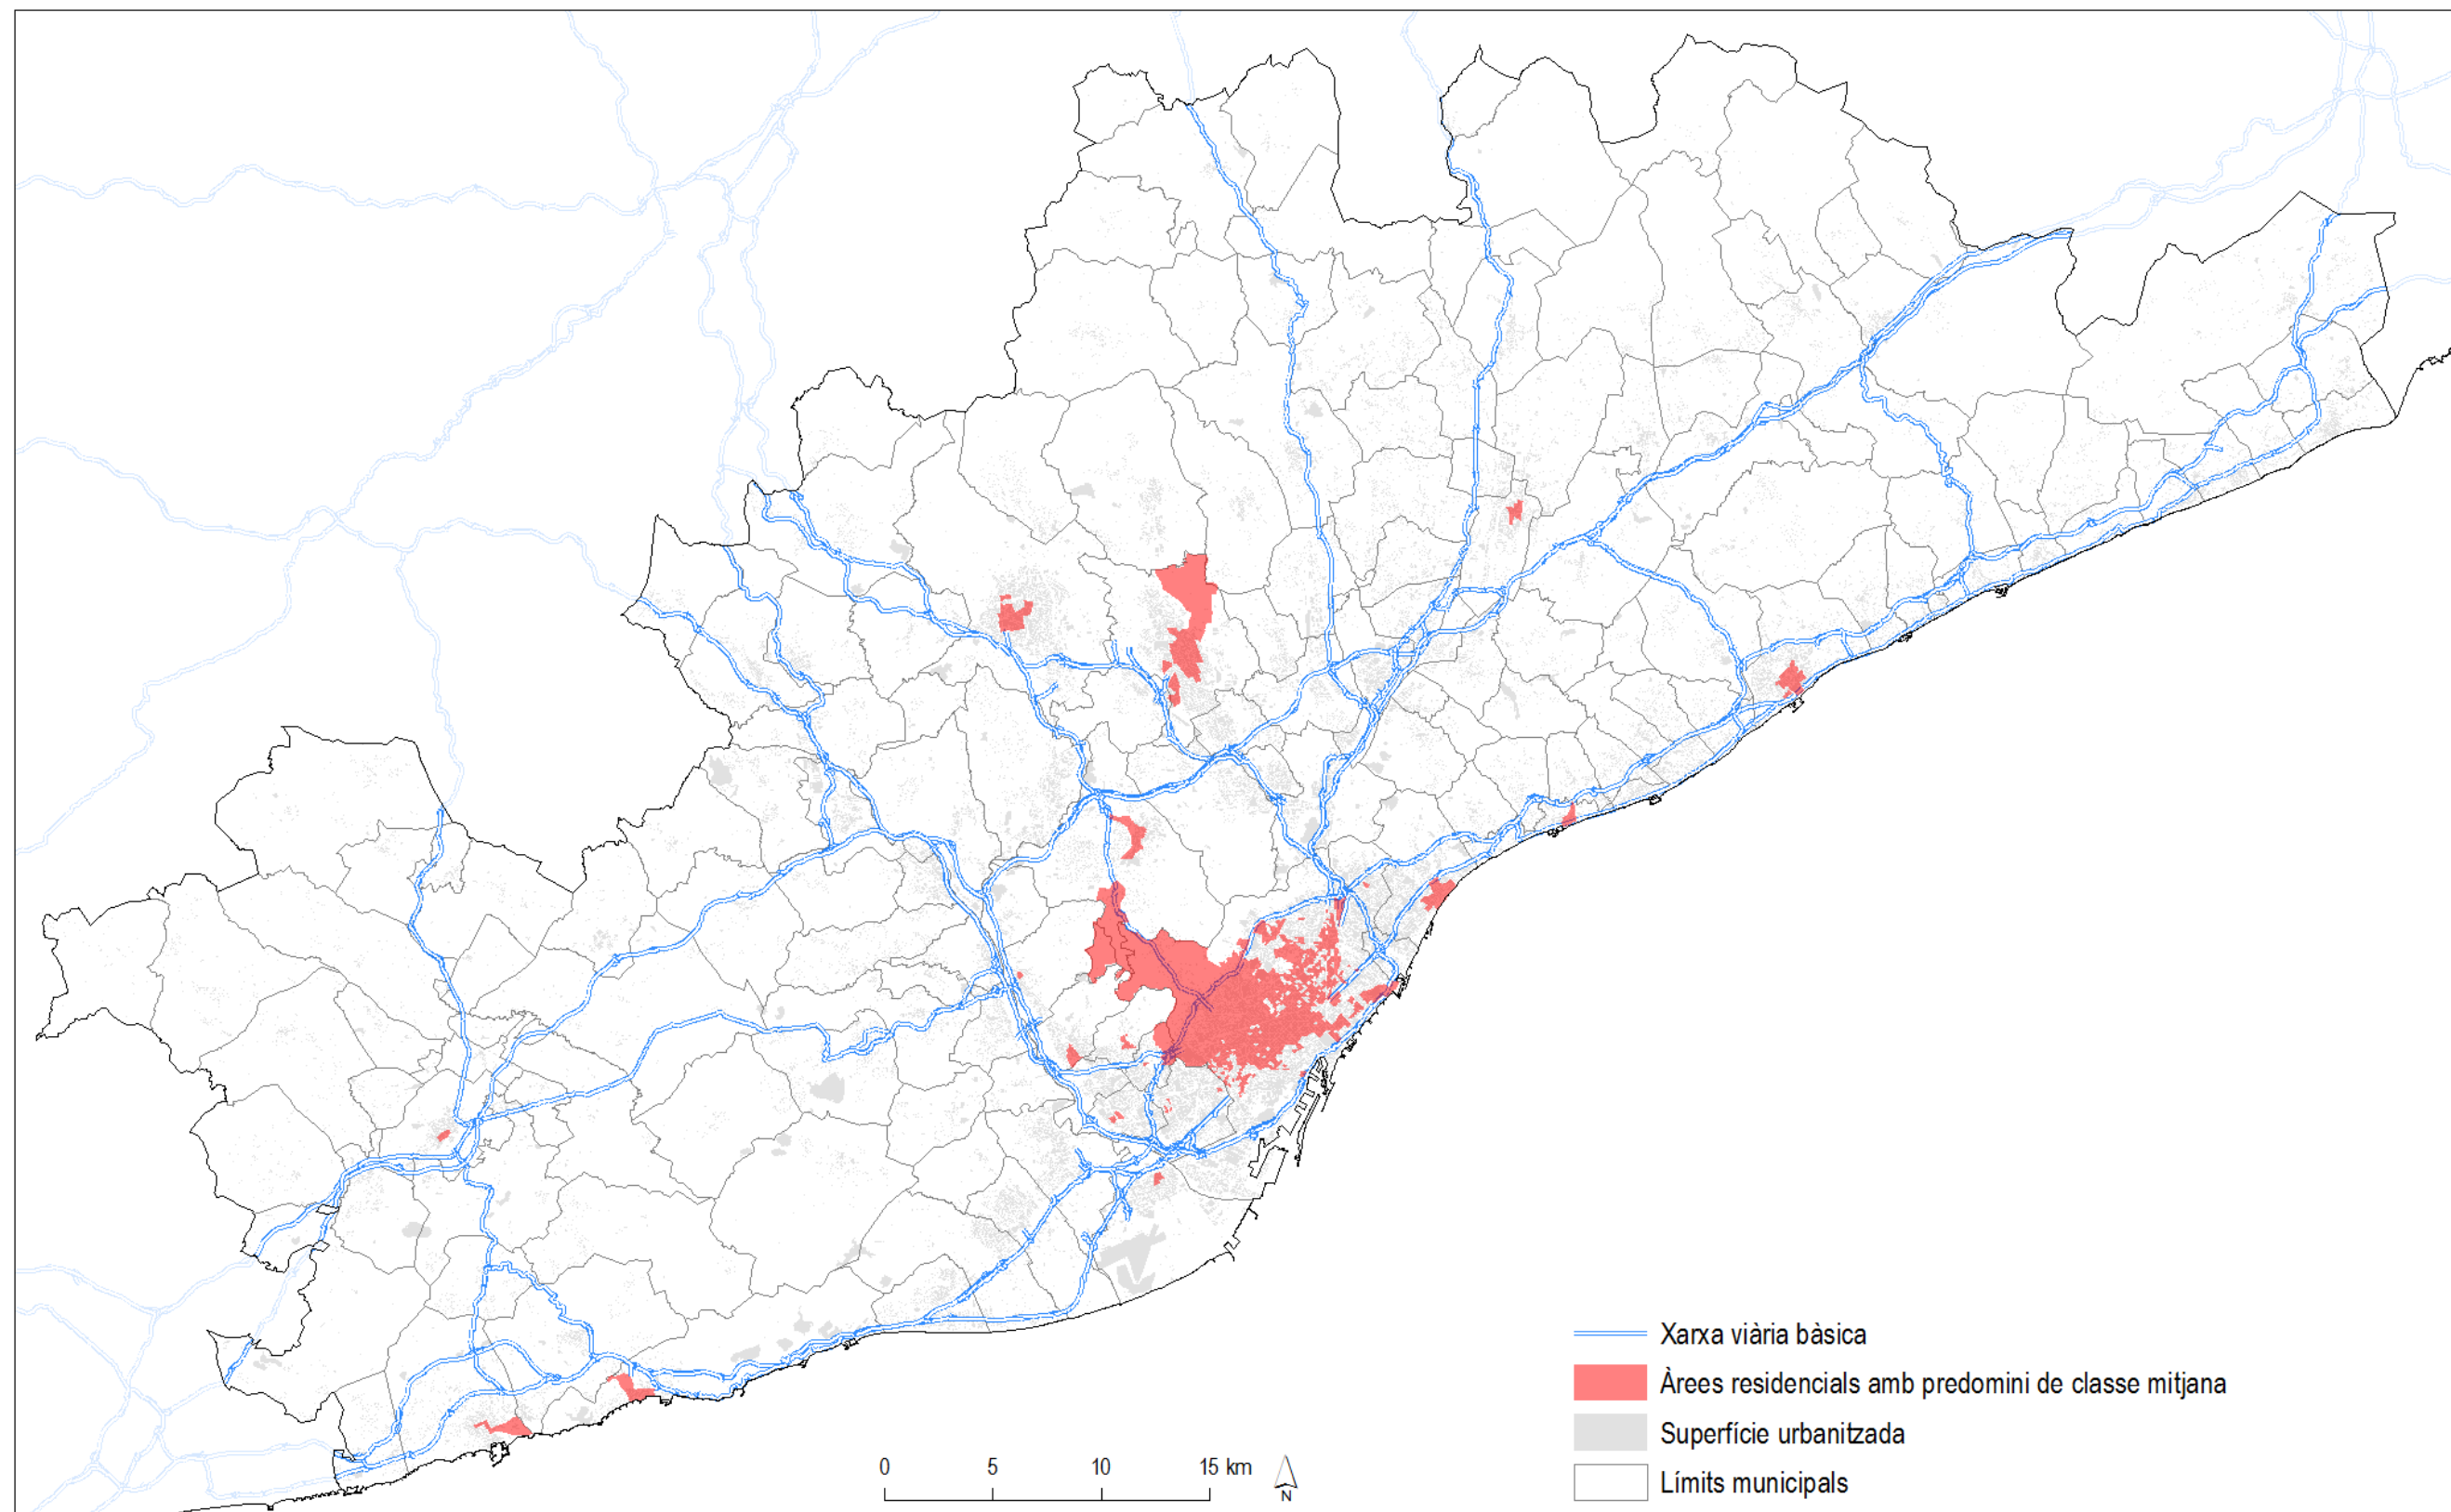 Xarxa viària bàsica
Àrees residencials amb predomini de classe mitjana
Superfície urbanitzada
Límits municipals
0 5 10 15 km
N